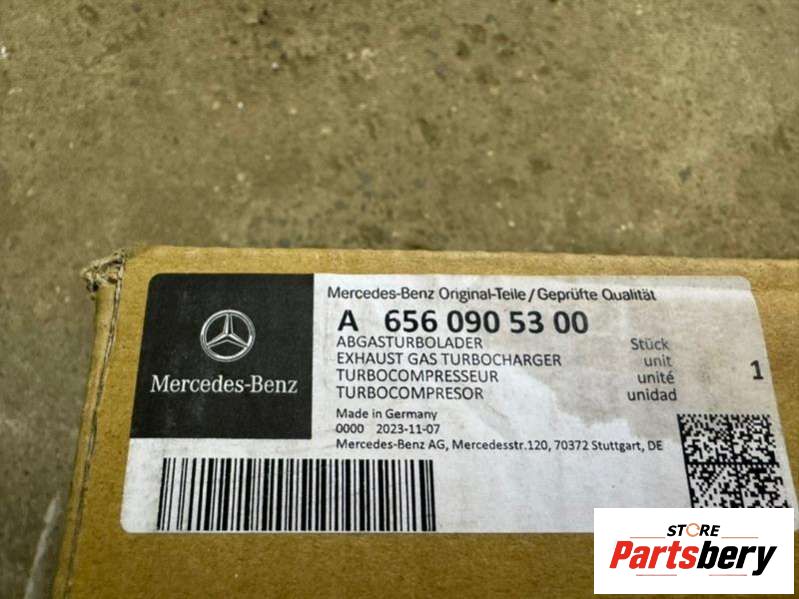 Mercedes-Benz Original-Teile/Geprüfte Qualität
A 656 090 53 00
ABGASTURBOLADER Stück
EXHAUST GAS TURBOCHARGER unit
TURBOCOMPRESSEUR unité 1
TURBOCOMPRESOR unidad
Made in Germany
0000 2023-11-07
Mercedes-Benz AG, Mercedesstr.120, 70372 Stuttgart, DE
Mercedes-Benz
STORE
Partsbery